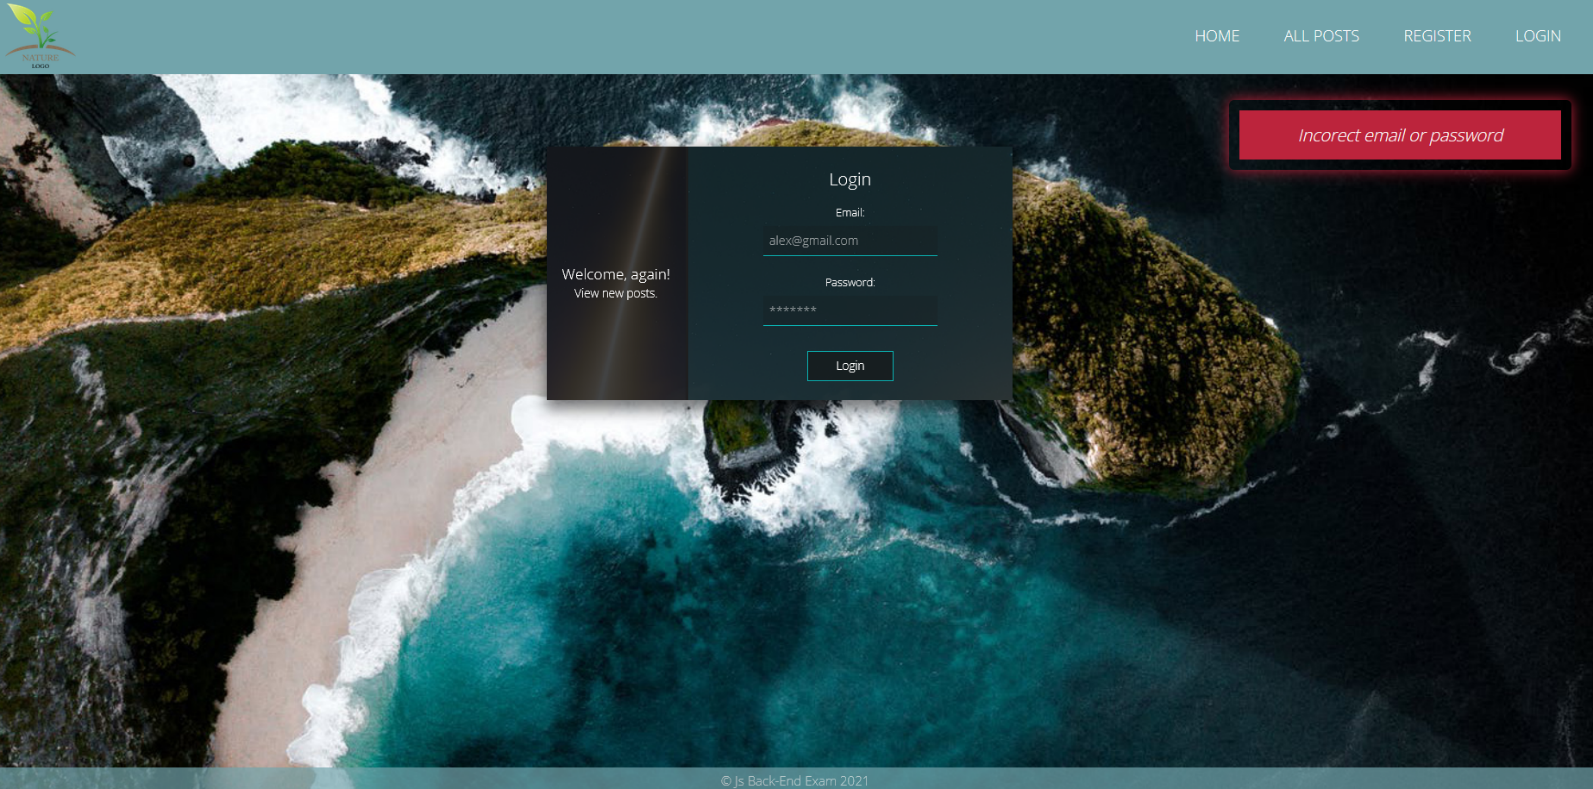 NATURE
LOGO
HOME
ALL POSTS
REGISTER
LOGIN
Incorect email or password
Login
Email:
alex@gmail.com
Welcome, again!
View new posts.
Password:
*******
Login
© Js Back-End Exam 2021